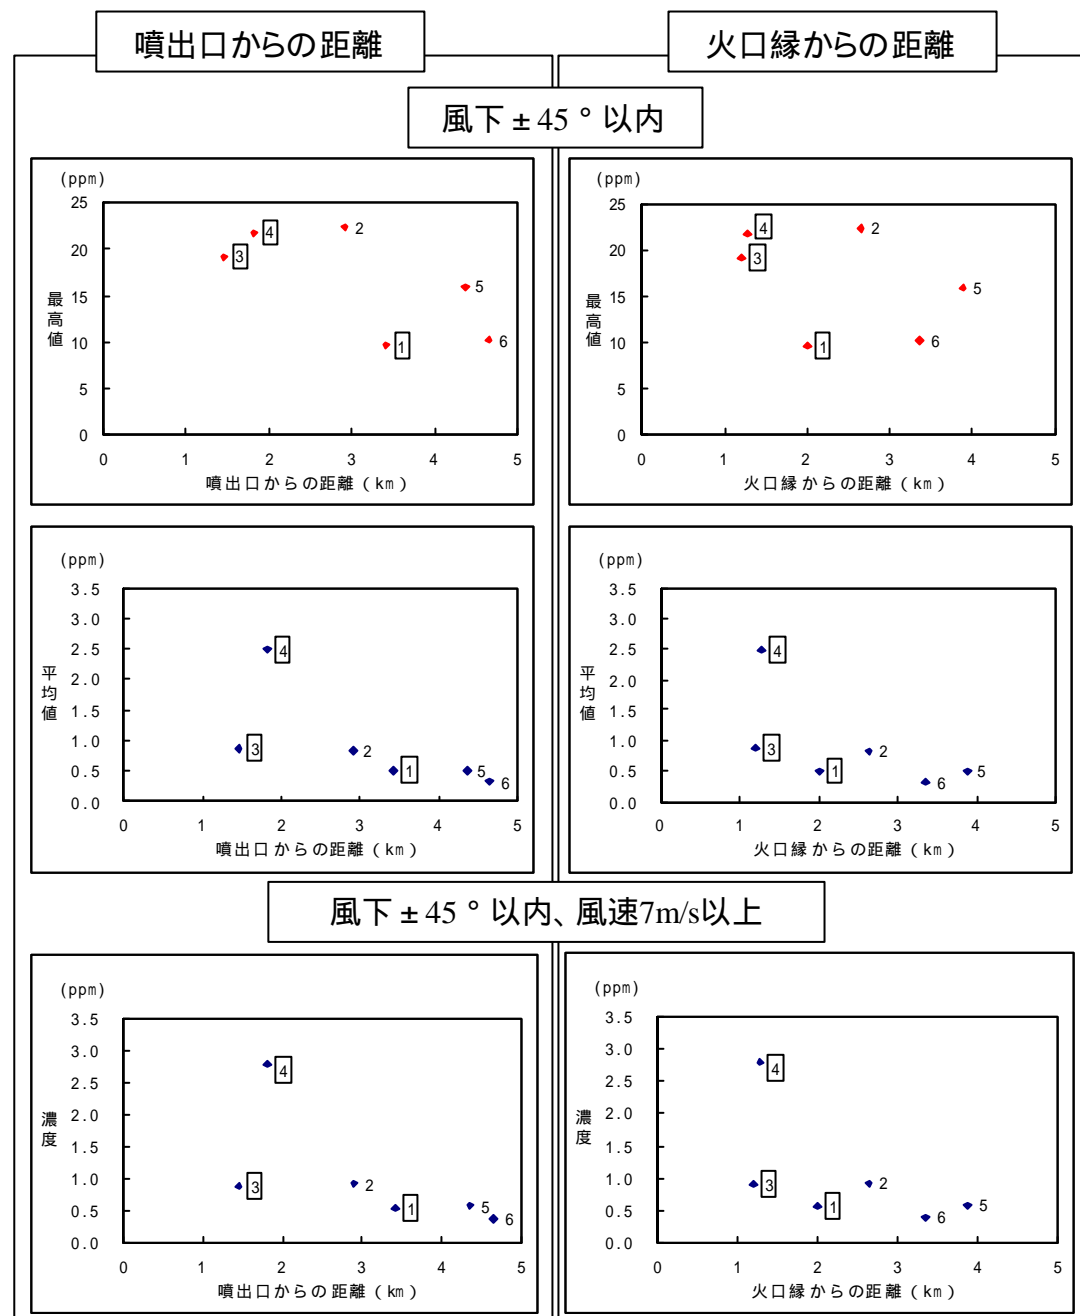 噴出口からの距離
火口縁からの距離
風下±45°以内
(ppm)
25
20
15
10
5
0
最高値
3
4
2
1
5
6
0 1 2 3 4 5
噴出口からの距離(km)
(ppm)
25
20
15
10
5
0
最高値
4
3
2
1
5
6
0 1 2 3 4 5
火口縁からの距離(km)
(ppm)
3.5
3.0
2.5
2.0
1.5
1.0
0.5
0.0
平均値
4
3
2
1
5
6
0 1 2 3 4 5
噴出口からの距離(km)
(ppm)
3.5
3.0
2.5
2.0
1.5
1.0
0.5
0.0
平均値
4
3
1
2
6
5
0 1 2 3 4 5
火口縁からの距離(km)
風下±45°以内、風速7m/s以上
(ppm)
3.5
3.0
2.5
2.0
1.5
1.0
0.5
0.0
濃度
4
3
2
1
5
6
0 1 2 3 4 5
噴出口からの距離(km)
(ppm)
3.5
3.0
2.5
2.0
1.5
1.0
0.5
0.0
濃度
4
3
2
1
6
5
0 1 2 3 4 5
火口縁からの距離(km)